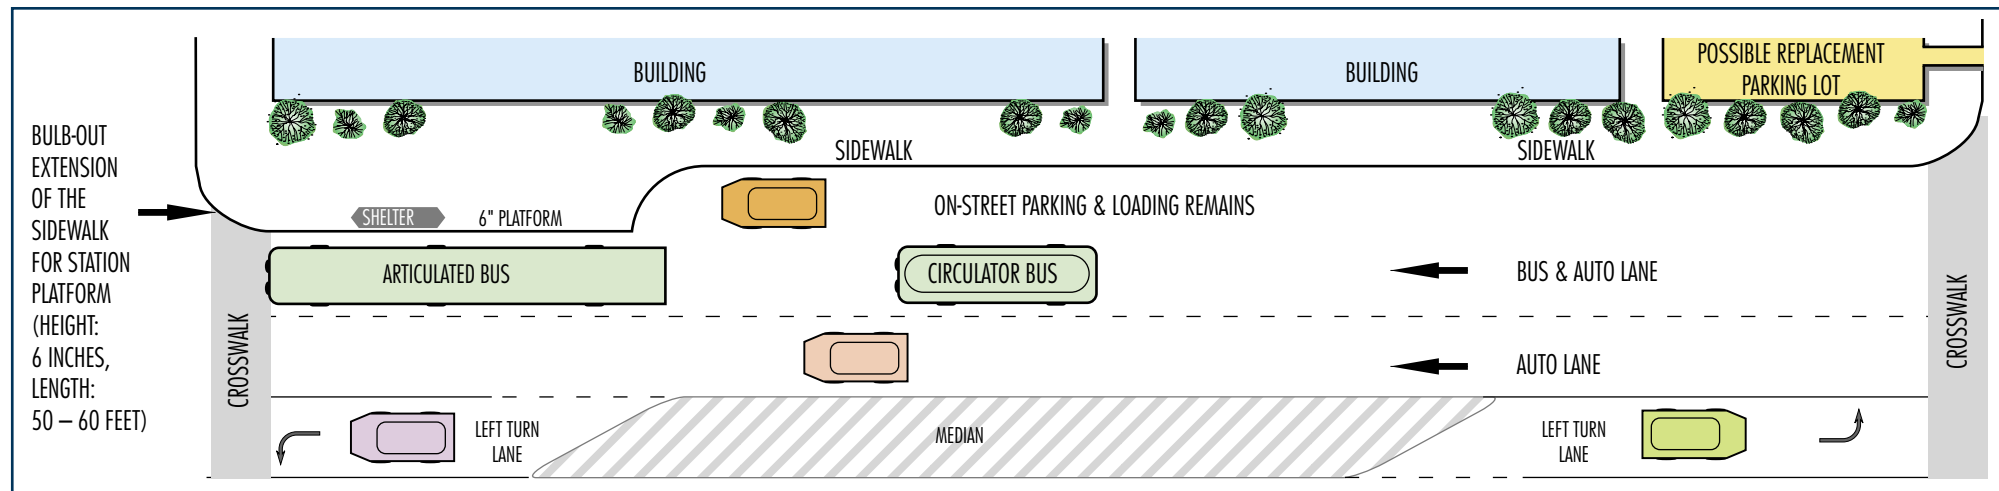 BUILDING
BUILDING
POSSIBLE REPLACEMENT
PARKING LOT
BULB-OUT
EXTENSION
OF THE
SIDEWALK
FOR STATION
PLATFORM
(HEIGHT:
6 INCHES,
LENGTH:
50 – 60 FEET)
SIDEWALK
SIDEWALK
SHELTER
6" PLATFORM
ON-STREET PARKING & LOADING REMAINS
ARTICULATED BUS
CIRCULATOR BUS
BUS & AUTO LANE
CROSSWALK
AUTO LANE
CROSSWALK
LEFT TURN
LANE
MEDIAN
LEFT TURN
LANE